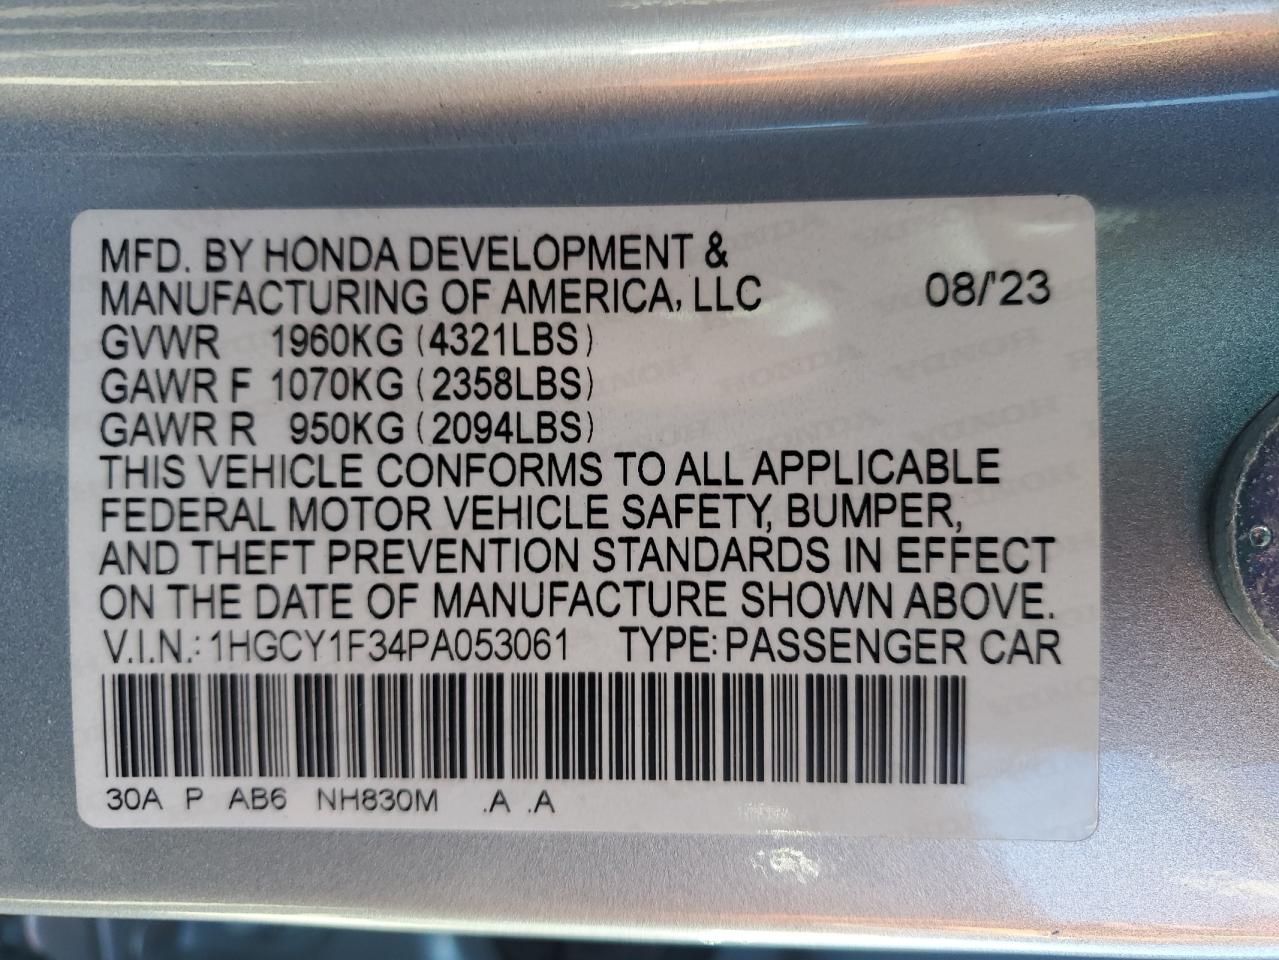 MFD. BY HONDA DEVELOPMENT &
MANUFACTURING OF AMERICA, LLC 08/'23
GVWR 1960KG (4321LBS)
GAWR F 1070KG (2358LBS)
GAWR R 950KG (2094LBS)
THIS VEHICLE CONFORMS TO ALL APPLICABLE
FEDERAL MOTOR VEHICLE SAFETY, BUMPER,
AND THEFT PREVENTION STANDARDS IN EFFECT
ON THE DATE OF MANUFACTURE SHOWN ABOVE.
V.I.N.: 1HGCY1F34PA053061 TYPE: PASSENGER CAR
30A P AB6 NH830M .A .A